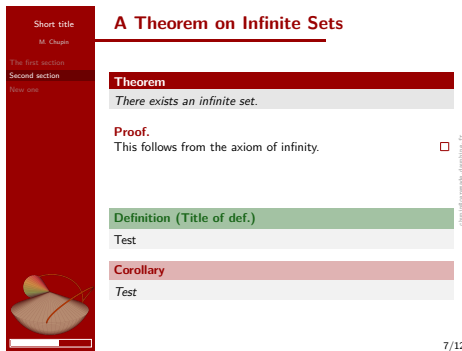 Short title
M. Chupin
The first section
Second section
New one
A Theorem on Infinite Sets
Theorem
There exists an infinite set.
Proof.
This follows from the axiom of infinity.
Definition (Title of def.)
Test
Corollary
Test
7/12